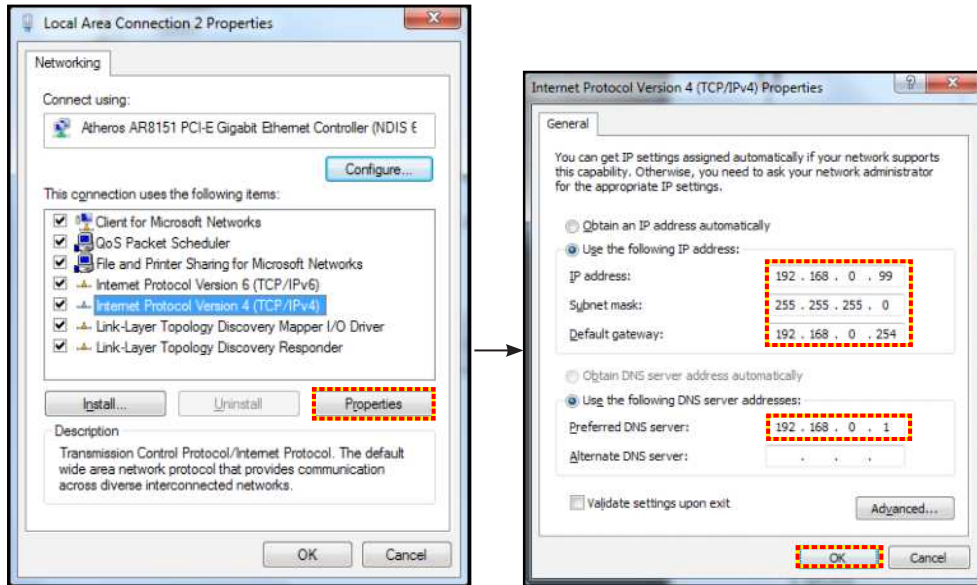 Local Area Connection 2 Properties
Networking
Connect using:
Atheros AR8151 PCI-E Gigabit Ethernet Controller (NDIS 6
Configure...
This connection uses the following items:
Client for Microsoft Networks
QoS Packet Scheduler
File and Printer Sharing for Microsoft Networks
Internet Protocol Version 6 (TCP/IPv6)
Internet Protocol Version 4 (TCP/IPv4)
Link-Layer Topology Discovery Mapper I/O Driver
Link-Layer Topology Discovery Responder
Install... Uninstall Properties
Description
Transmission Control Protocol/Internet Protocol. The default
wide area network protocol that provides communication
across diverse interconnected networks.
OK Cancel
Internet Protocol Version 4 (TCP/IPv4) Properties
General
You can get IP settings assigned automatically if your network supports
this capability. Otherwise, you need to ask your network administrator
for the appropriate IP settings.
Obtain an IP address automatically
Use the following IP address:
IP address: 192 . 168 . 0 . 99
Subnet mask: 255 . 255 . 255 . 0
Default gateway: 192 . 168 . 0 . 254
Obtain DNS server address automatically
Use the following DNS server addresses:
Preferred DNS server: 192 . 168 . 0 . 1
Alternate DNS server: . . .
Validate settings upon exit
Advanced...
OK Cancel